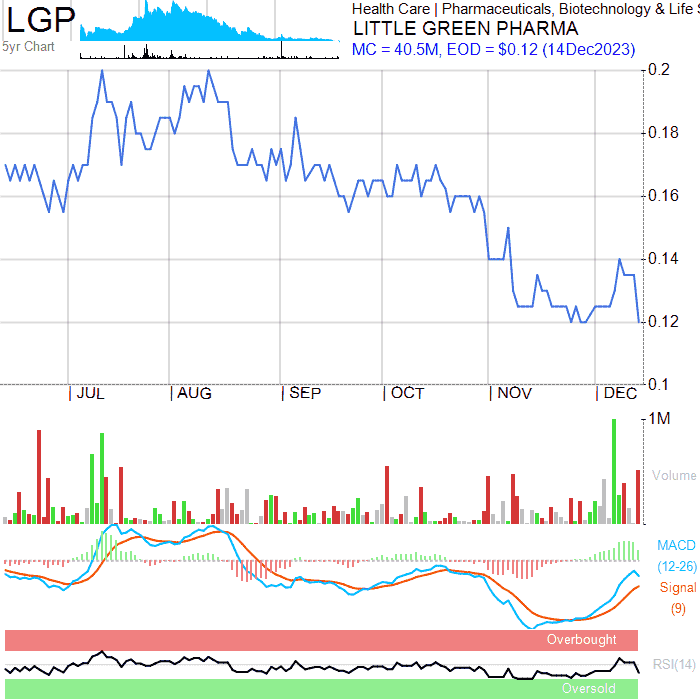 LGP
5yr Chart
Health Care | Pharmaceuticals, Biotechnology & Life S
LITTLE GREEN PHARMA
MC = 40.5M, EOD = $0.12 (14Dec2023)
0.2
0.18
0.16
0.14
0.12
0.1
JUL AUG SEP OCT NOV DEC
1M
Volume
MACD
(12-26)
Signal
(9)
Overbought
RSI(14)
Oversold